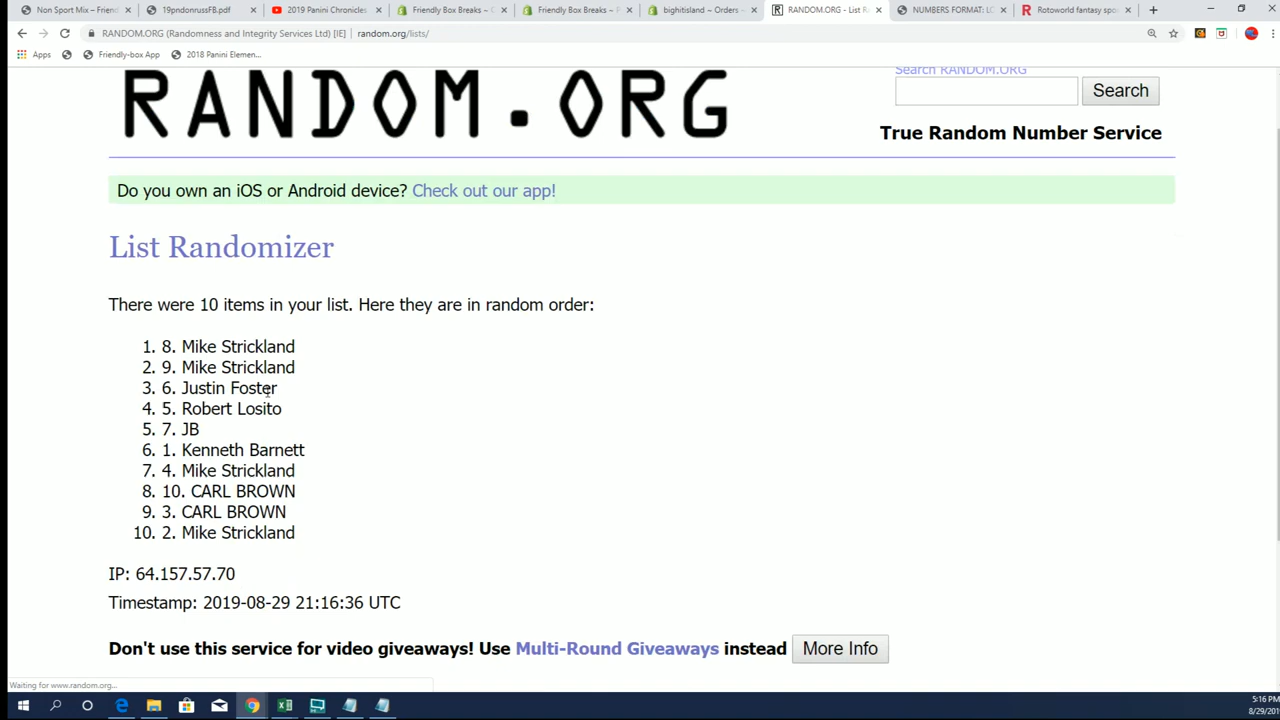 Non Sport Mix – Friend
19pndonrussFB.pdf
2019 Panini Chronicles
Friendly Box Breaks ~ C
Friendly Box Breaks ~ P
bighitisland ~ Orders ~
RANDOM.ORG - List R
NUMBERS FORMAT: LO
Rotoworld fantasy spo
RANDOM.ORG (Randomness and Integrity Services Ltd) [IE] | random.org/lists/
Apps
Friendly-box App
2018 Panini Elemen...
RANDOM.ORG
Search RANDOM.ORG
Search
True Random Number Service
Do you own an iOS or Android device? Check out our app!
List Randomizer
There were 10 items in your list. Here they are in random order:
1. 8. Mike Strickland
2. 9. Mike Strickland
3. 6. Justin Foster
4. 5. Robert Losito
5. 7. JB
6. 1. Kenneth Barnett
7. 4. Mike Strickland
8. 10. CARL BROWN
9. 3. CARL BROWN
10. 2. Mike Strickland
IP: 64.157.57.70
Timestamp: 2019-08-29 21:16:36 UTC
Don't use this service for video giveaways! Use Multi-Round Giveaways instead More Info
Waiting for www.random.org...
5:16 PM
8/29/201